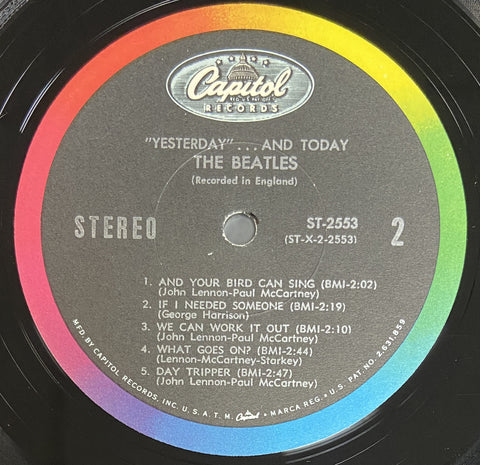 Capitol
RECORDS
"YESTERDAY"...AND TODAY
THE BEATLES
(Recorded in England)
STEREO
ST-2553
(ST-X-2-2553)
2
1. AND YOUR BIRD CAN SING (BMI-2:02)
(John Lennon-Paul McCartney)
2. IF I NEEDED SOMEONE (BMI-2:19)
(George Harrison)
3. WE CAN WORK IT OUT (BMI-2:10)
(John Lennon-Paul McCartney)
4. WHAT GOES ON? (BMI-2:44)
(Lennon-McCartney-Starkey)
5. DAY TRIPPER (BMI-2:47)
(John Lennon-Paul McCartney)
MFD. BY CAPITOL RECORDS, INC. U.S.A. T.M. Capitol • MARCA REG. • U.S. PAT. NO. 2,631,859